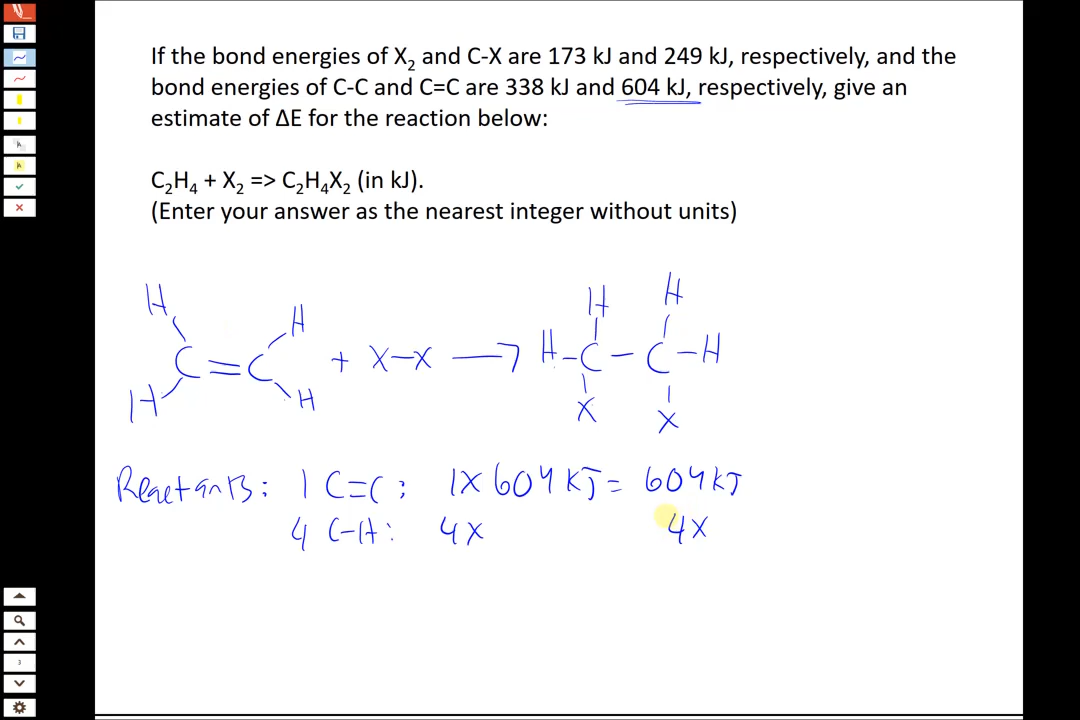 If the bond energies of X₂ and C-X are 173 kJ and 249 kJ, respectively, and the
bond energies of C-C and C=C are 338 kJ and 604 kJ, respectively, give an
estimate of ΔE for the reaction below:
C₂H₄ + X₂ => C₂H₄X₂ (in kJ).
(Enter your answer as the nearest integer without units)
H H H H
C = C + X-X → H-C-C-H
H H X X
Reactants: 1 C=C: 1x604 kJ = 604 kJ
4 C-H: 4x 4x
3